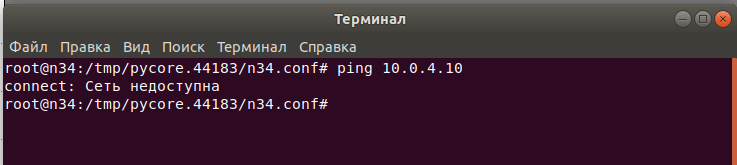 Терминал
Файл Правка Вид Поиск Терминал Справка
root@n34:/tmp/pycore.44183/n34.conf# ping 10.0.4.10
connect: Сеть недоступна
root@n34:/tmp/pycore.44183/n34.conf#